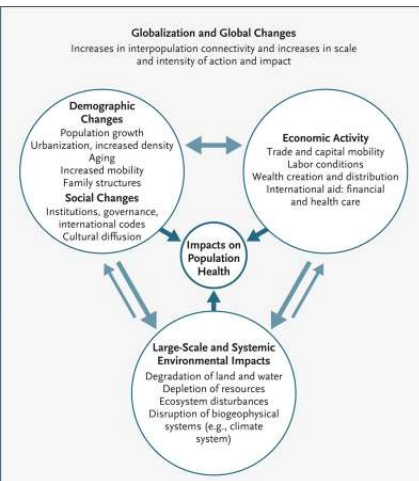 Globalization and Global Changes
Increases in interpopulation connectivity and increases in scale
and intensity of action and impact
Demographic
Changes
Population growth
Urbanization, increased density
Aging
Increased mobility
Family structures
Social Changes
Institutions, governance,
international codes
Cultural diffusion
Economic Activity
Trade and capital mobility
Labor conditions
Wealth creation and distribution
International aid: financial
and health care
Impacts on
Population
Health
Large-Scale and Systemic
Environmental Impacts
Degradation of land and water
Depletion of resources
Ecosystem disturbances
Disruption of biogeophysical
systems (e.g., climate
system)